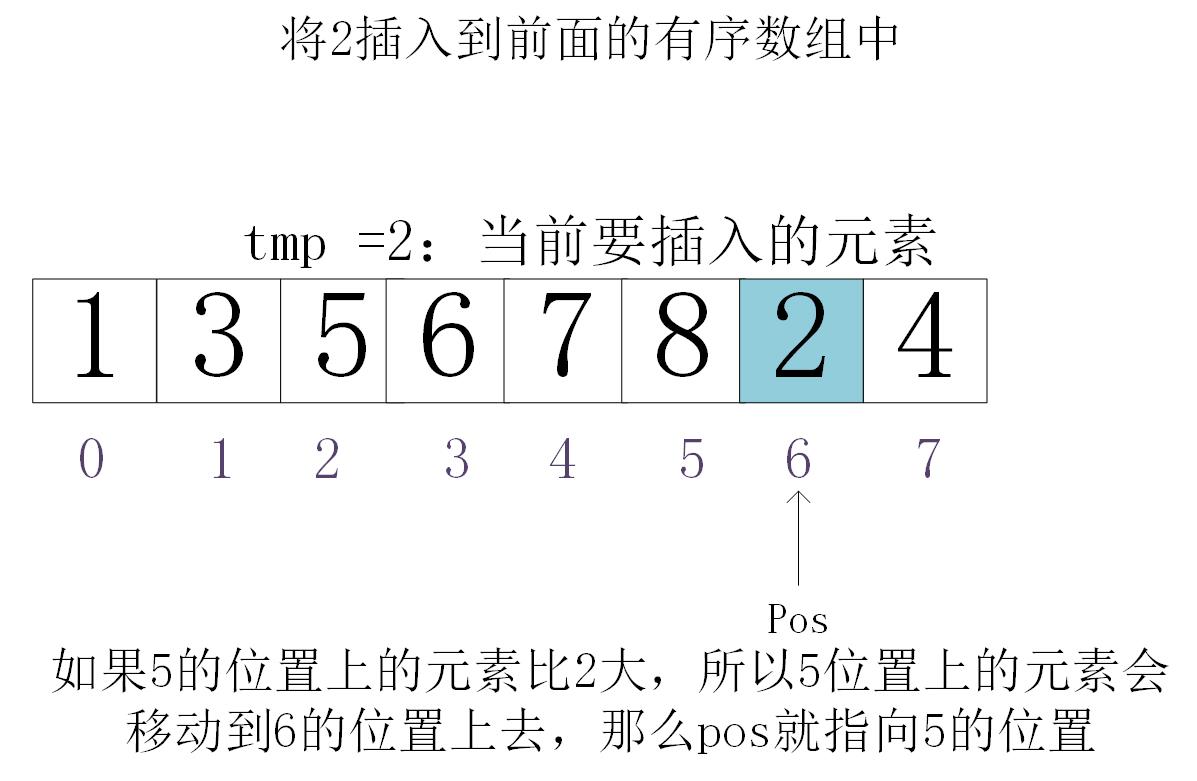 将2插入到前面的有序数组中
tmp =2：当前要插入的元素
1 3 5 6 7 8 2 4
0 1 2 3 4 5 6 7
Pos
如果5的位置上的元素比2大，所以5位置上的元素会
移动到6的位置上去，那么pos就指向5的位置